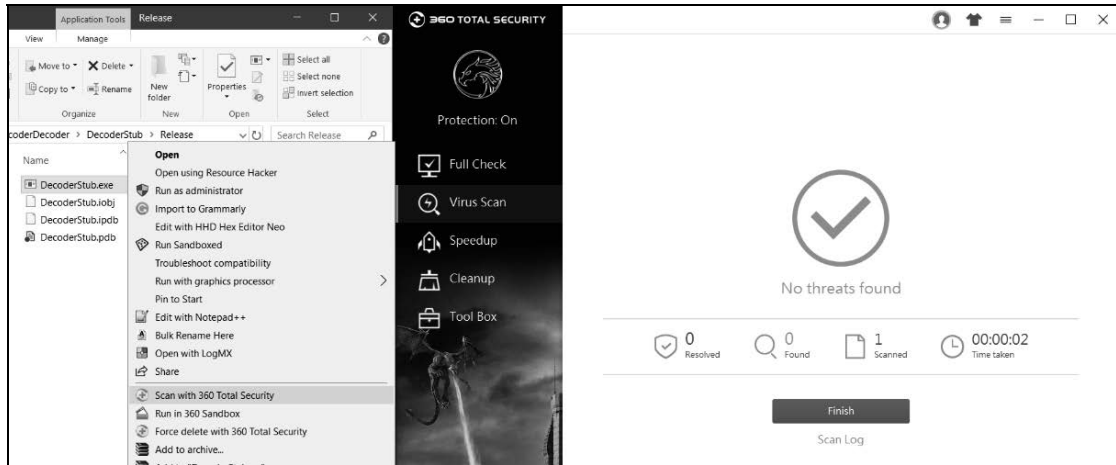 Application Tools
Release
View
Manage
Move to
Delete
Copy to
Rename
Organize
New folder
New
Properties
Open
Select all
Select none
Invert selection
Select
coderDecoder > DecoderStub > Release
Search Release
Name
DecoderStub.exe
DecoderStub.iobj
DecoderStub.ipdb
DecoderStub.pdb
Open
Open using Resource Hacker
Run as administrator
Import to Grammarly
Edit with HHD Hex Editor Neo
Run Sandboxed
Troubleshoot compatibility
Run with graphics processor
Pin to Start
Edit with Notepad++
Bulk Rename Here
Open with LogMX
Share
Scan with 360 Total Security
Run in 360 Sandbox
Force delete with 360 Total Security
Add to archive...
360 TOTAL SECURITY
Protection: On
Full Check
Virus Scan
Speedup
Cleanup
Tool Box
No threats found
0
Resolved
0
Found
1
Scanned
00:00:02
Time taken
Finish
Scan Log